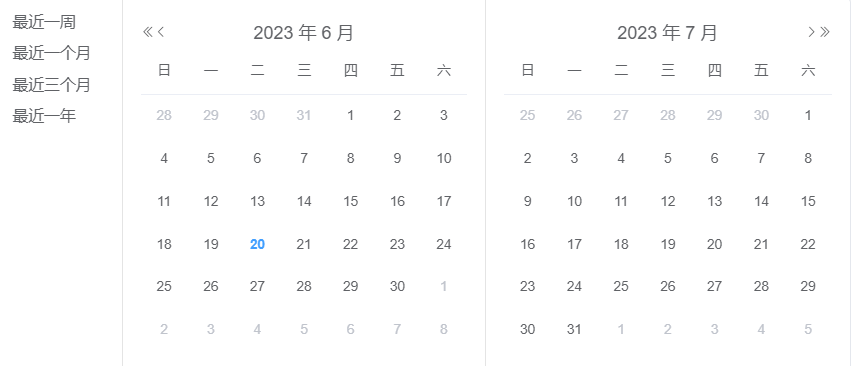 最近一周
最近一个月
最近三个月
最近一年
2023 年 6 月
日 一 二 三 四 五 六
28 29 30 31 1 2 3
4 5 6 7 8 9 10
11 12 13 14 15 16 17
18 19 20 21 22 23 24
25 26 27 28 29 30 1
2 3 4 5 6 7 8
2023 年 7 月
日 一 二 三 四 五 六
25 26 27 28 29 30 1
2 3 4 5 6 7 8
9 10 11 12 13 14 15
16 17 18 19 20 21 22
23 24 25 26 27 28 29
30 31 1 2 3 4 5